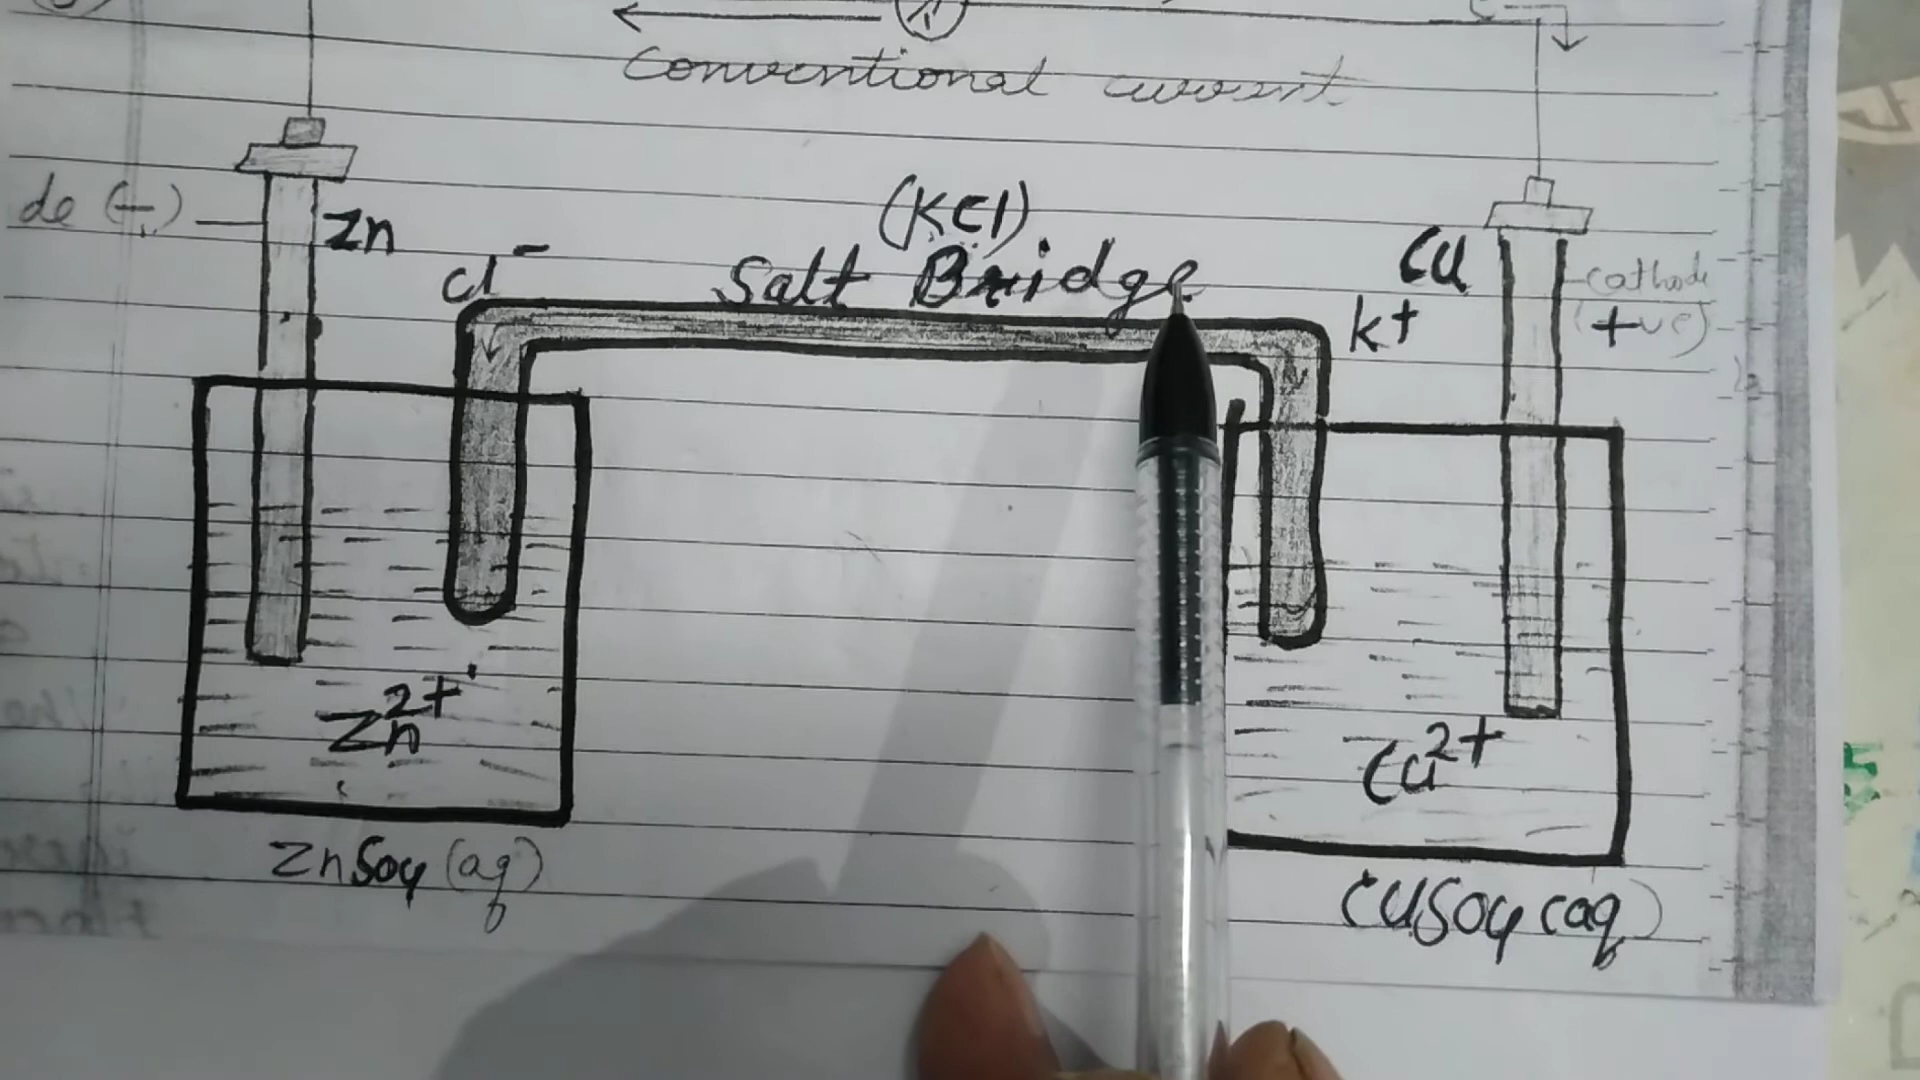 Conventional current
de (-)
Zn
(KCl)
Salt Bridge
Cl-
Cu
cathode
(+ve)
K+
Zn2+
Cu2+
ZnSO4 (aq)
CUSO4 (aq)